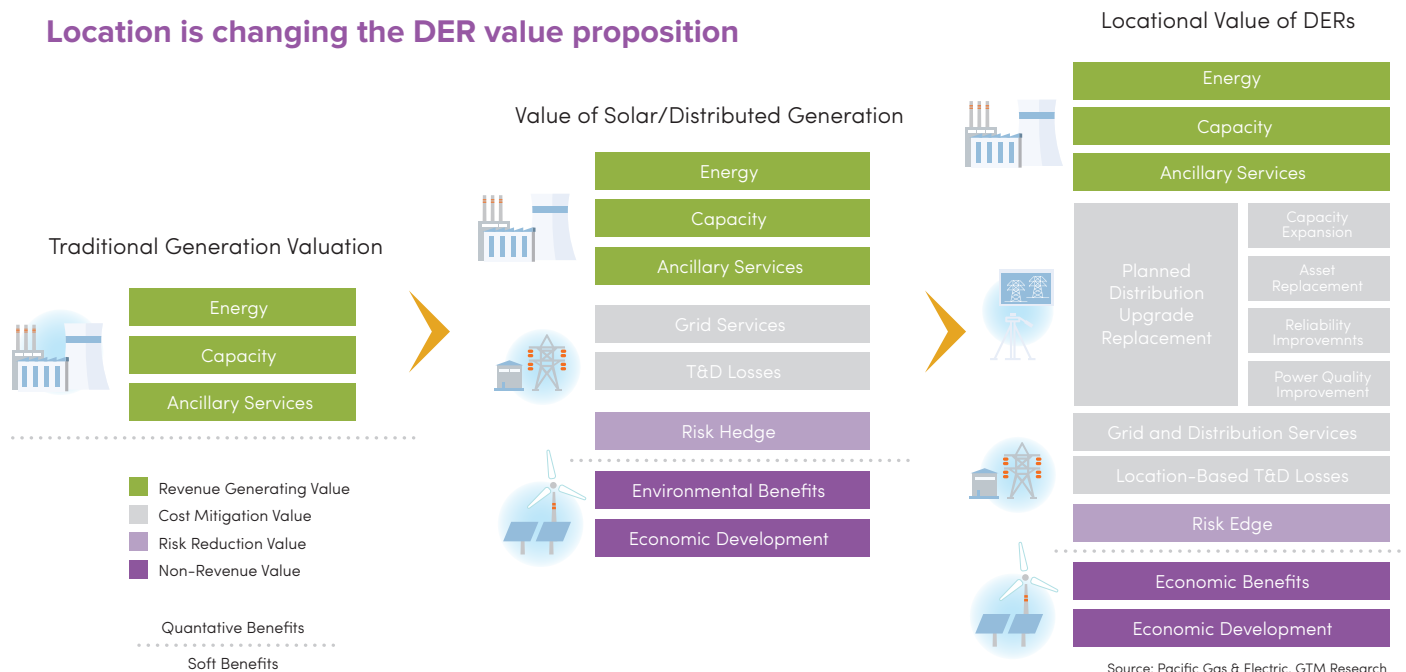 Location is changing the DER value proposition
Traditional Generation Valuation
Energy
Capacity
Ancillary Services
Revenue Generating Value
Cost Mitigation Value
Risk Reduction Value
Non-Revenue Value
Quantative Benefits
Soft Benefits
Value of Solar/Distributed Generation
Energy
Capacity
Ancillary Services
Grid Services
T&D Losses
Risk Hedge
Environmental Benefits
Economic Development
Locational Value of DERs
Energy
Capacity
Ancillary Services
Planned
Distribution
Upgrade
Replacement
Capacity
Expansion
Asset
Replacement
Reliability
Improvemnts
Power Quality
Improvement
Grid and Distribution Services
Location-Based T&D Losses
Risk Edge
Economic Benefits
Economic Development
Source: Pacific Gas & Electric, GTM Research